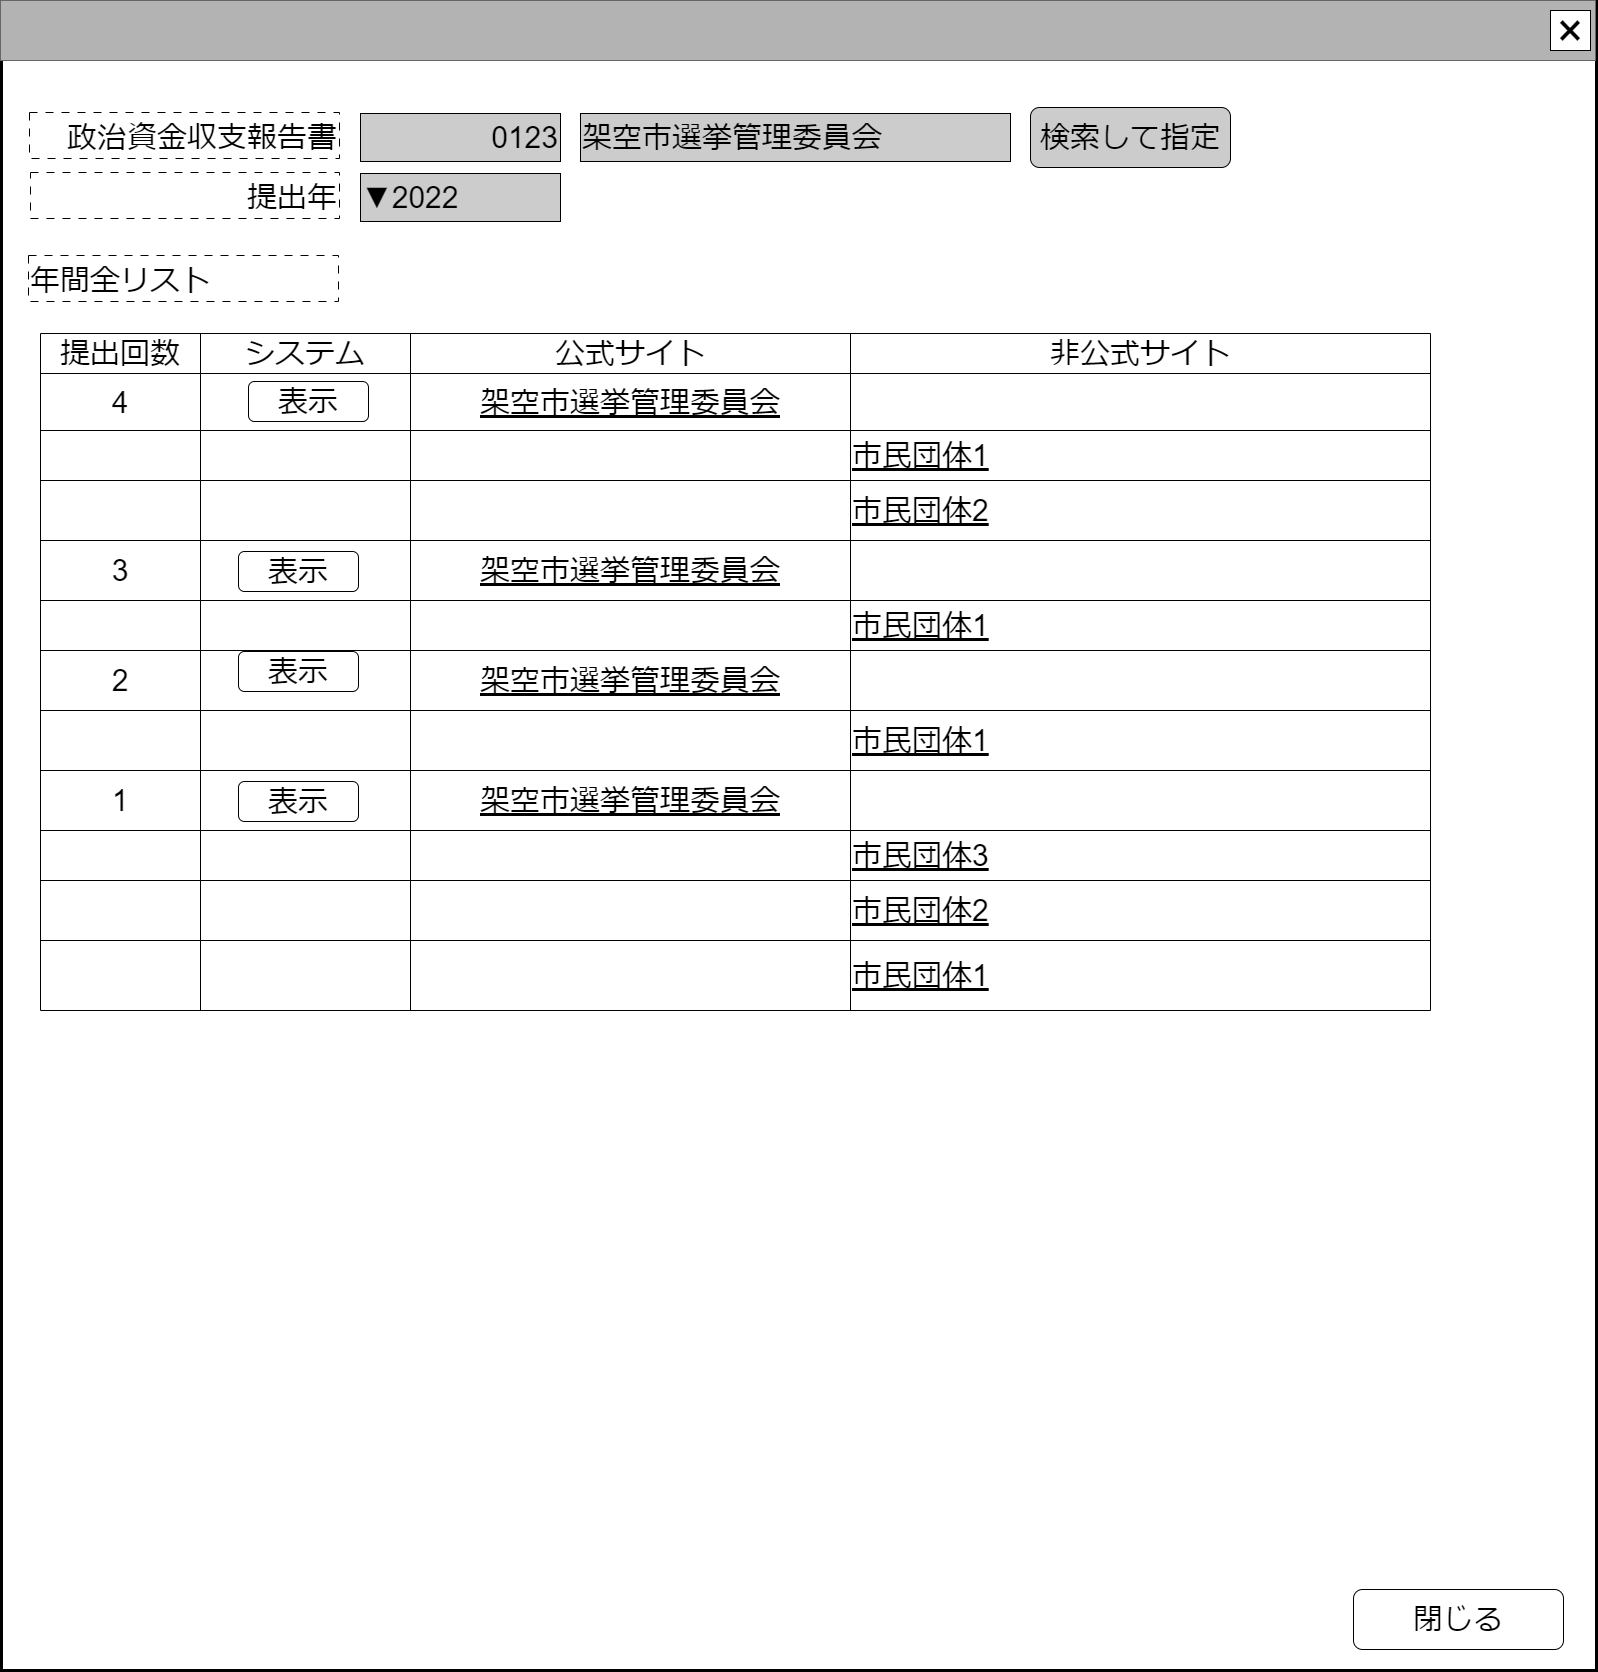 政治資金収支報告書 0123 架空市選挙管理委員会 検索して指定
提出年 ▼2022
年間全リスト
提出回数 システム 公式サイト 非公式サイト
4 表示 架空市選挙管理委員会
市民団体1
市民団体2
3 表示 架空市選挙管理委員会
市民団体1
2 表示 架空市選挙管理委員会
市民団体1
1 表示 架空市選挙管理委員会
市民団体3
市民団体2
市民団体1
閉じる